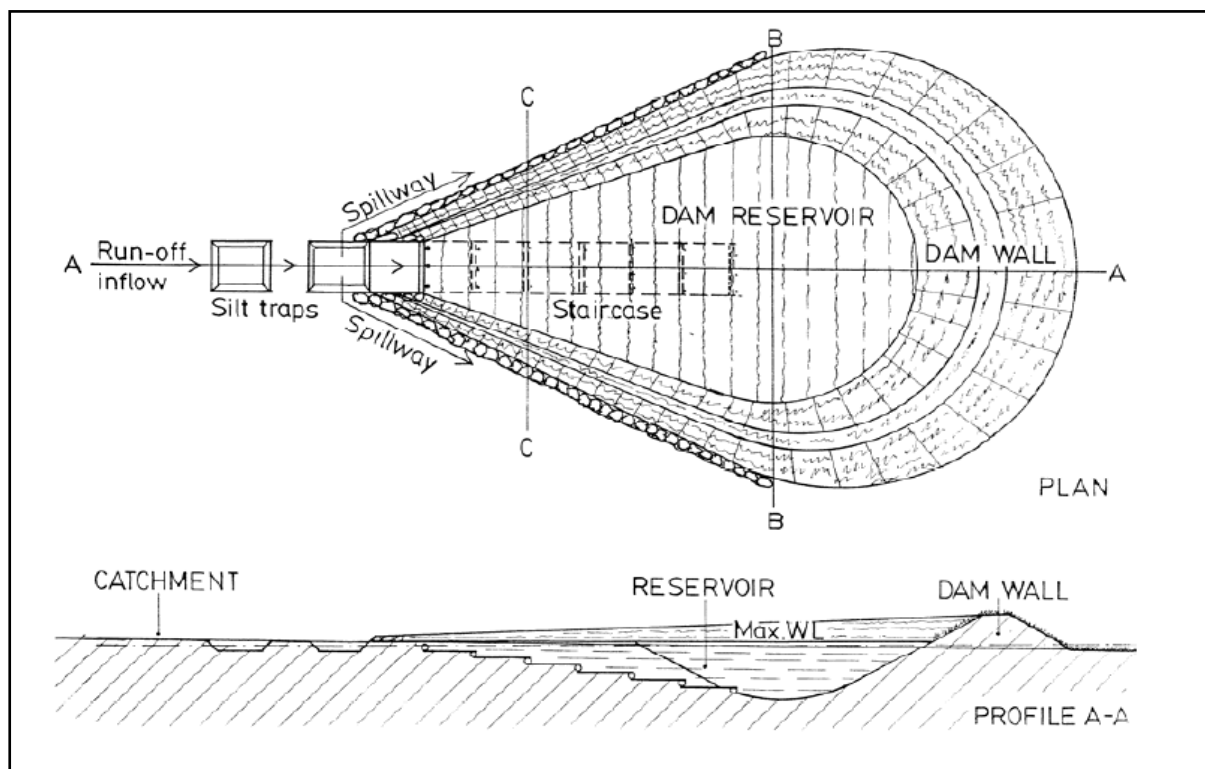 B
C
Spillway
DAM RESERVOIR
A
Run-off
inflow
DAM WALL
A
Silt traps
Staircase
Spillway
C
PLAN
B
CATCHMENT
RESERVOIR
DAM WALL
Max.WL
PROFILE A-A